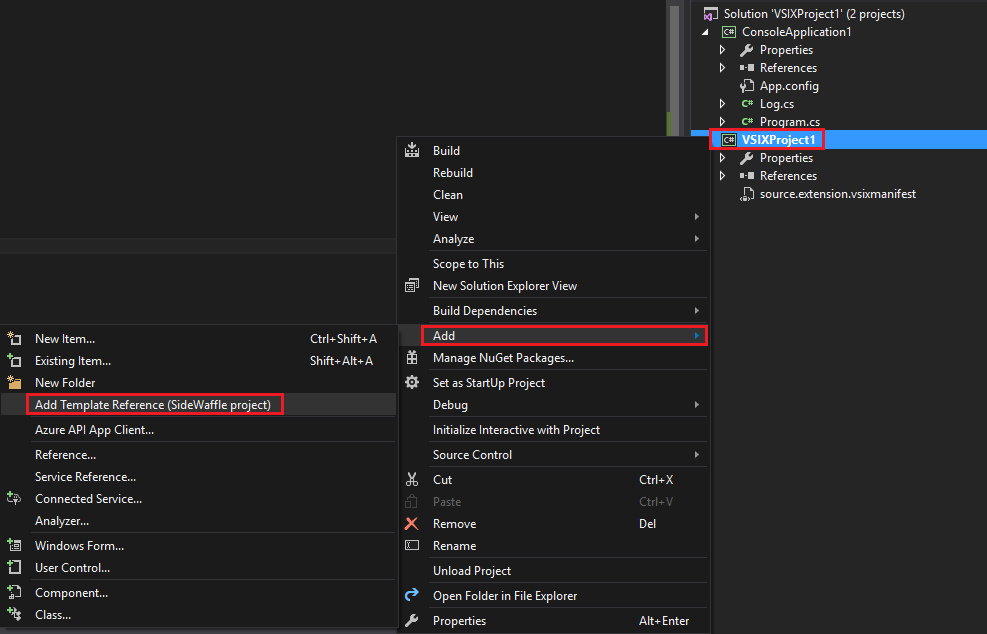 Solution 'VSIXProject1' (2 projects)
C# ConsoleApplication1
Properties
References
App.config
C# Log.cs
C# Program.cs
C# VSIXProject1
Properties
References
source.extension.vsixmanifest
Build
Rebuild
Clean
View
Analyze
Scope to This
New Solution Explorer View
Build Dependencies
Add
Manage NuGet Packages...
Set as StartUp Project
Debug
Initialize Interactive with Project
Source Control
Cut Ctrl+X
Paste Ctrl+V
Remove Del
Rename
Unload Project
Open Folder in File Explorer
Properties Alt+Enter
New Item... Ctrl+Shift+A
Existing Item... Shift+Alt+A
New Folder
Add Template Reference (SideWaffle project)
Azure API App Client...
Reference...
Service Reference...
Connected Service...
Analyzer...
Windows Form...
User Control...
Component...
Class...